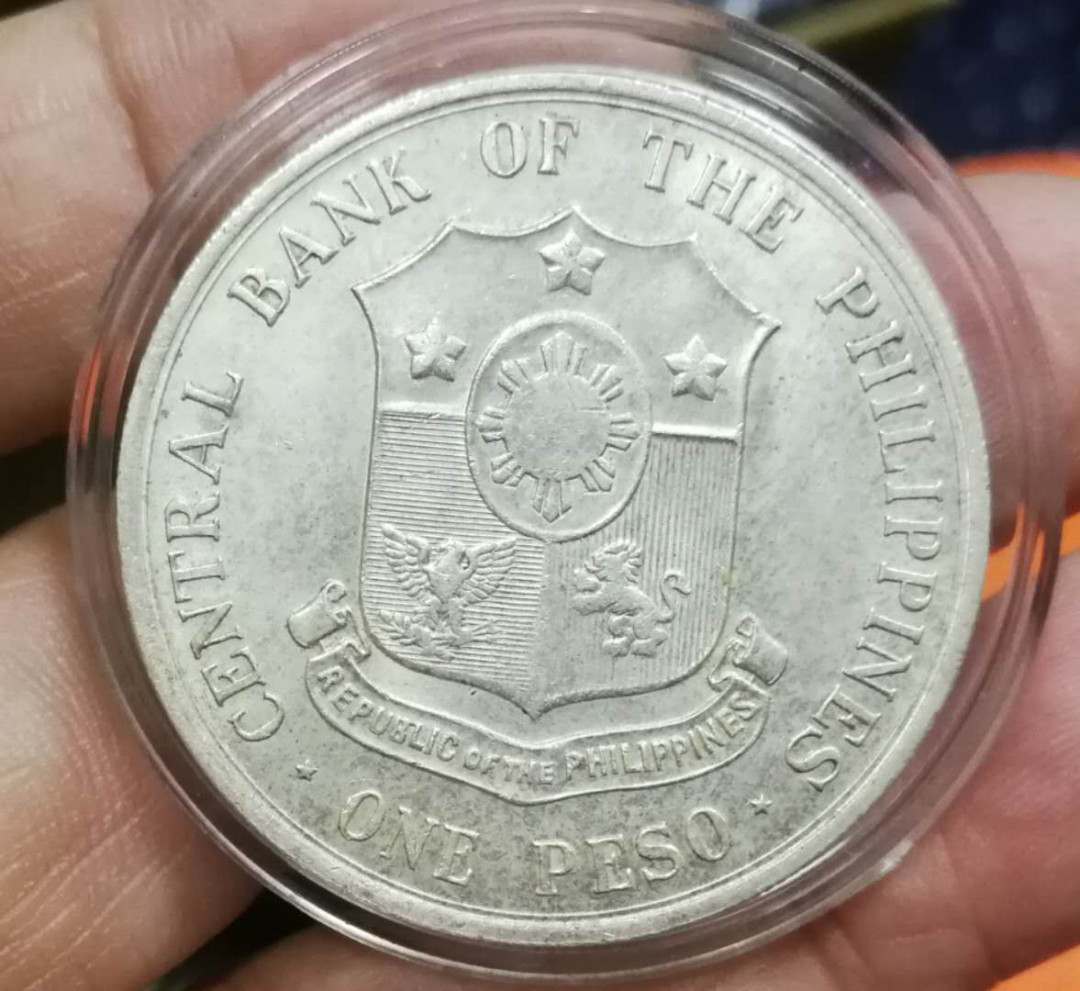 CENTRAL BANK OF THE PHILIPPINES
REPUBLIC OF THE PHILIPPINES
ONE PESO